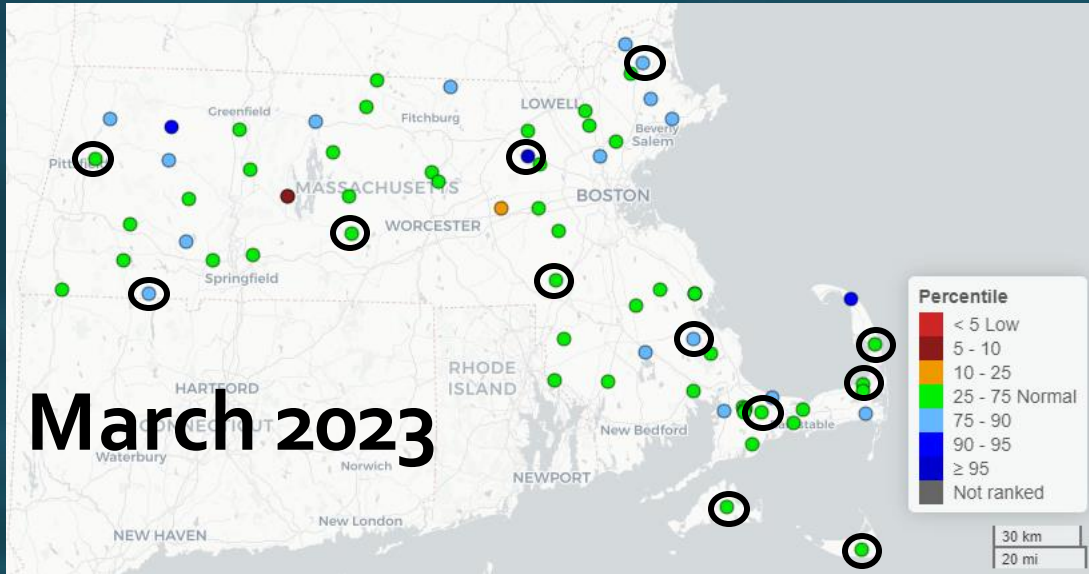 LOWELL
Greenfield
Fitchburg
Beverly
Salem
MASSACHUSETTS
BOSTON
WORCESTER
Springfield
Percentile
< 5 Low
5 - 10
10 - 25
25 - 75 Normal
75 - 90
90 - 95
≥ 95
Not ranked
RHODE
ISLAND
HARTFORD
March 2023
CONNECTICUT
New Bedford
Waterbury
Norwich
NEWPORT
New London
NEW HAVEN
30 km
20 mi